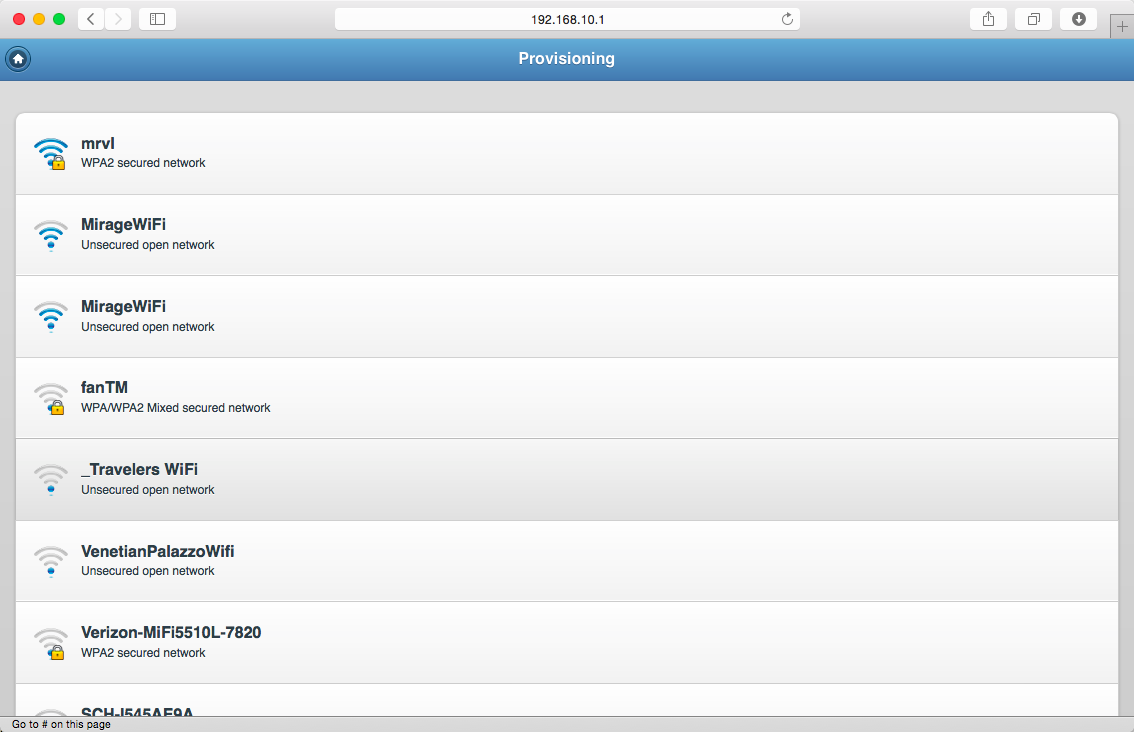 192.168.10.1
Provisioning
mrvl
WPA2 secured network
MirageWiFi
Unsecured open network
MirageWiFi
Unsecured open network
fanTM
WPA/WPA2 Mixed secured network
_Travelers WiFi
Unsecured open network
VenetianPalazzoWifi
Unsecured open network
Verizon-MiFi5510L-7820
WPA2 secured network
SCH-I545AE9A
Go to # on this page